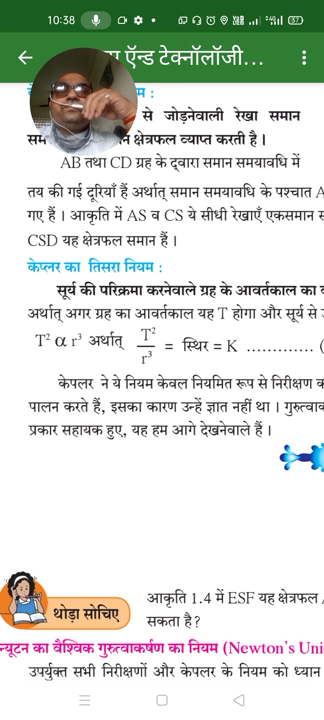 10:38
87
ऍन्ड टेक्नॉलॉजी...
से जोड़नेवाली रेखा समान
क्षेत्रफल व्याप्त करती है।
AB तथा CD ग्रह के द्वारा समान समयावधि में
तय की गई दूरियाँ हैं अर्थात् समान समयावधि के पश्चात
गए हैं। आकृति में AS व CS ये सीधी रेखाएँ एकसमान
CSD यह क्षेत्रफल समान हैं।
केप्लर का तिसरा नियम :
सूर्य की परिक्रमा करनेवाले ग्रह के आवर्तकाल का
अर्थात् अगर ग्रह का आवर्तकाल यह T होगा और सूर्य से
T² α r³ अर्थात् T²/r³ = स्थिर = K ............. (
केपलर ने ये नियम केवल नियमित रूप से निरीक्षण
पालन करते हैं, इसका कारण उन्हें ज्ञात नहीं था।
प्रकार सहायक हुए, यह हम आगे देखनेवाले हैं।
आकृति 1.4 में ESF यह क्षेत्रफल
थोड़ा सोचिए
सकता है?
न्यूटन का वैश्विक गुरुत्वाकर्षण का नियम (Newton's
उपर्युक्त सभी निरीक्षणों और केपलर के नियम को ध्यान